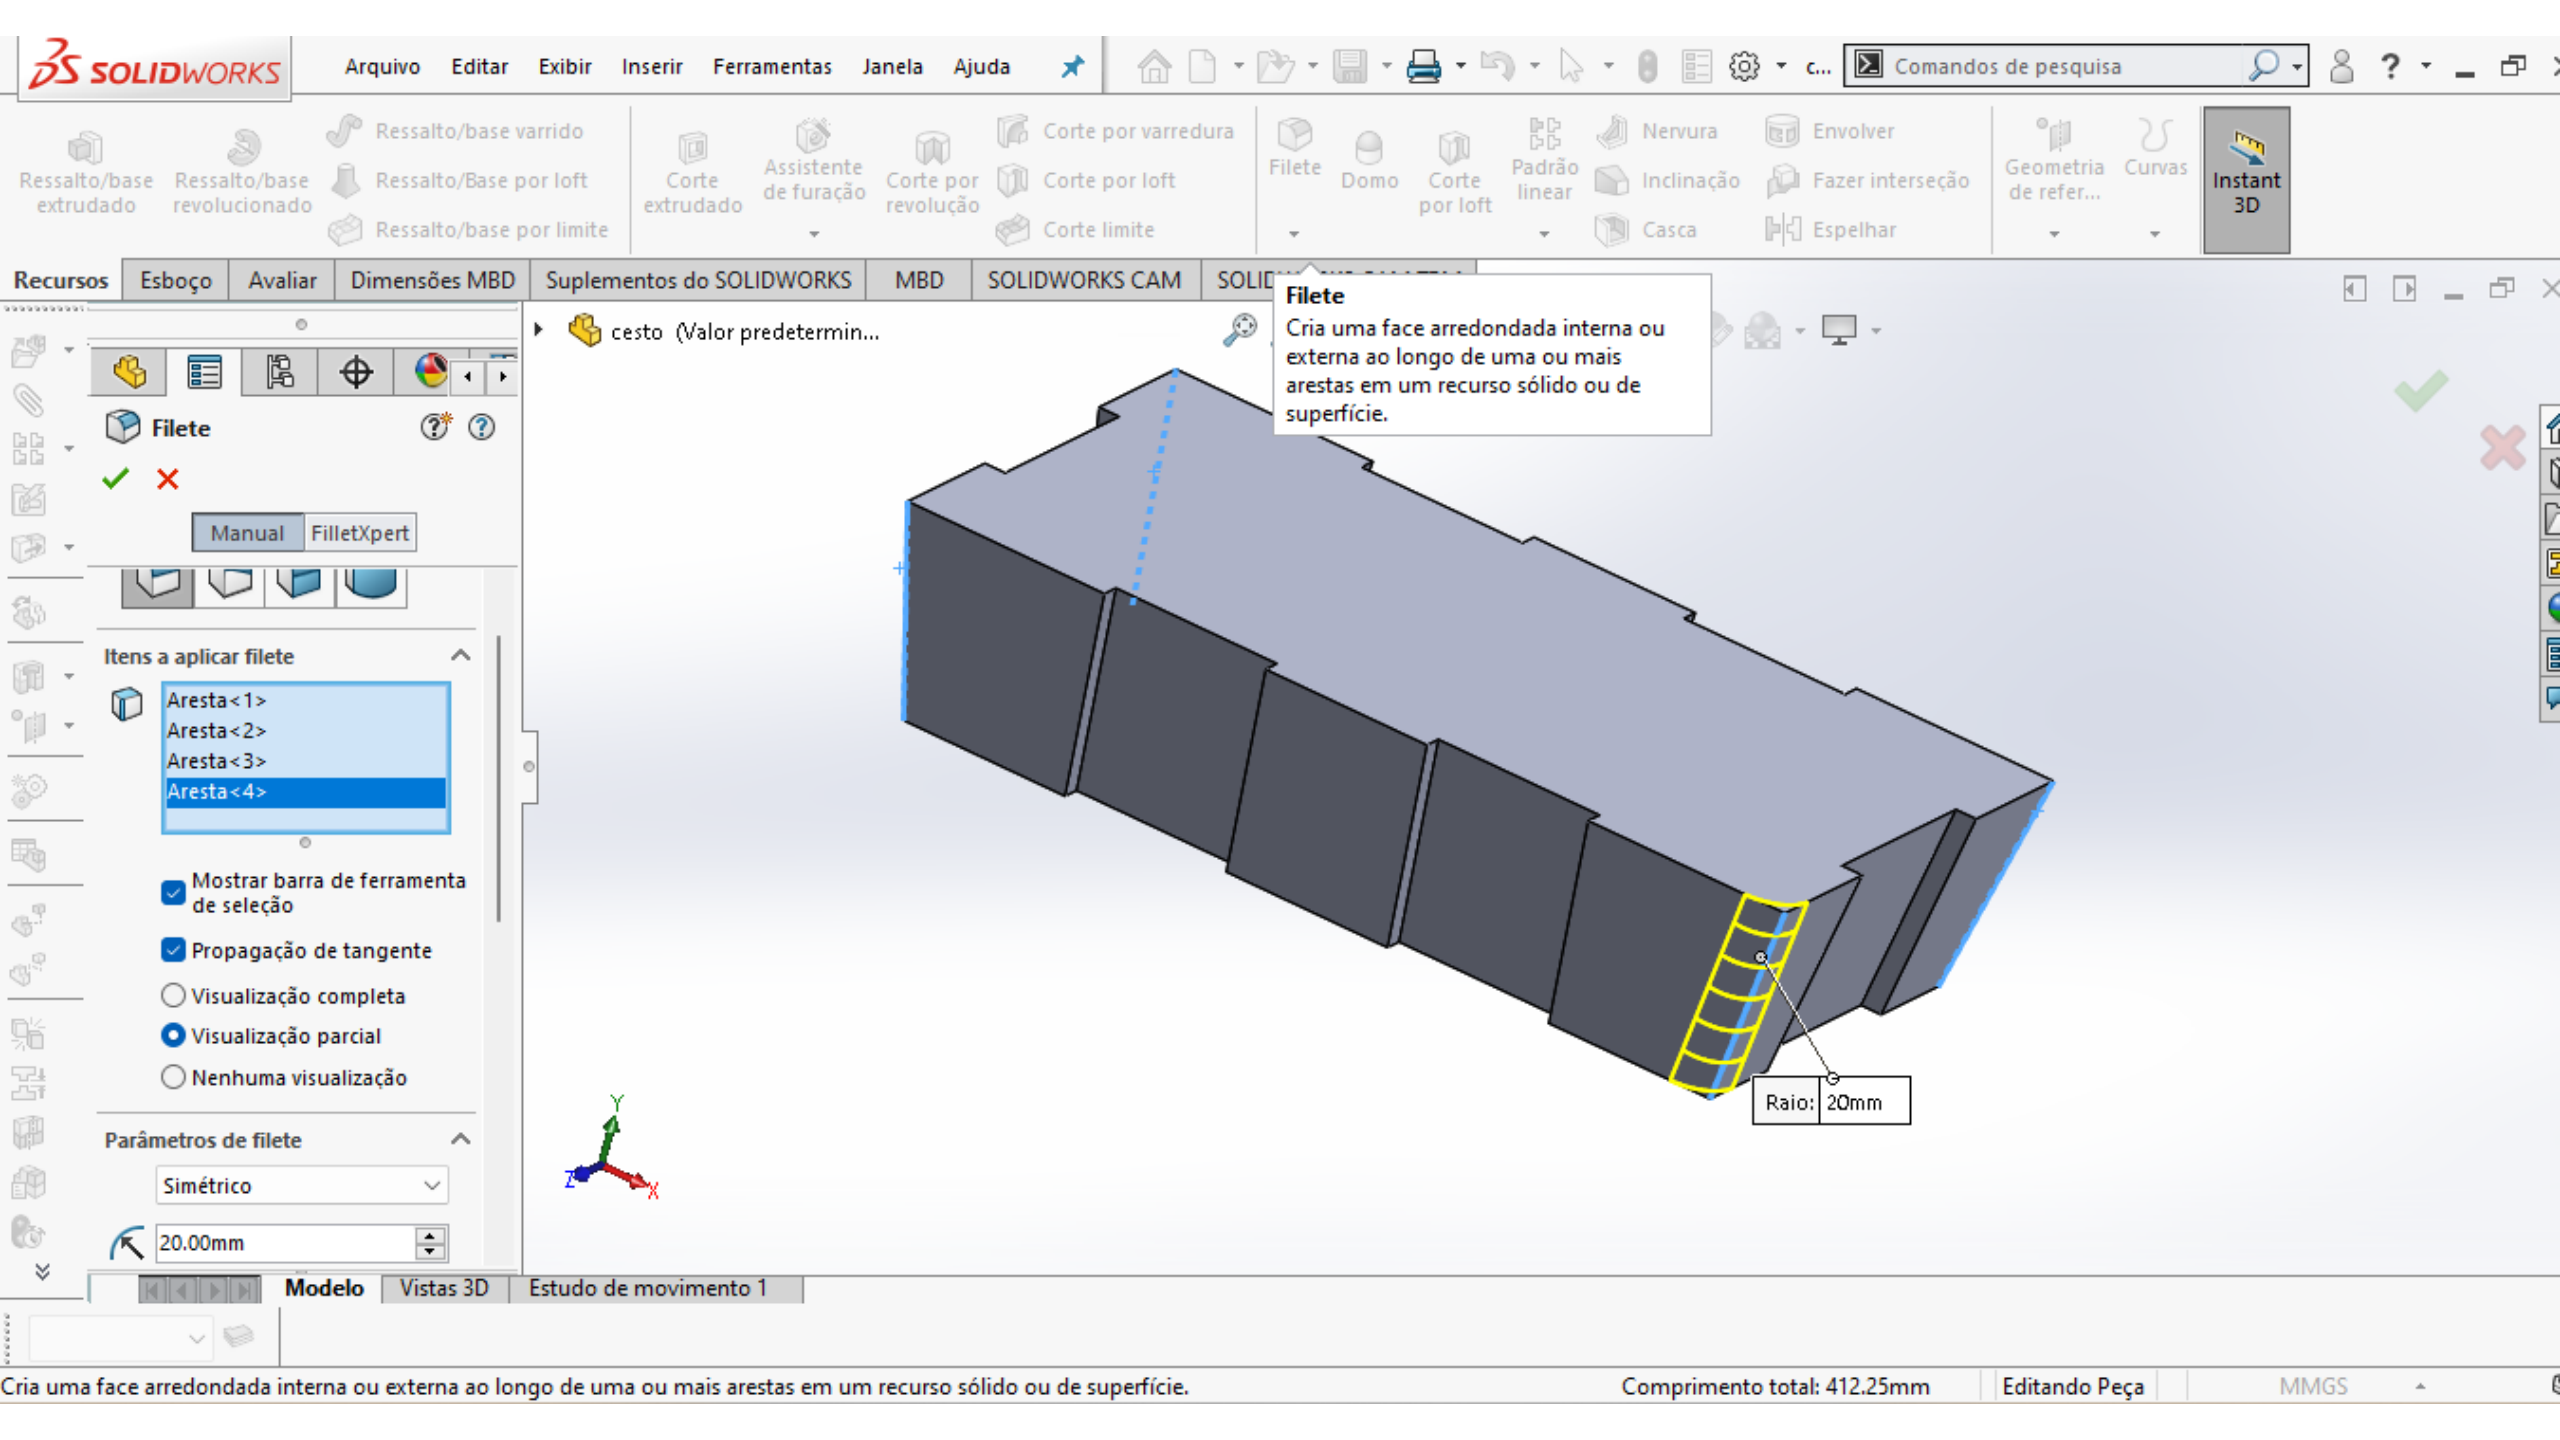 SOLIDWORKS
Arquivo Editar Exibir Inserir Ferramentas Janela Ajuda
c...
Comandos de pesquisa
?
Ressalto/base extrudado
Ressalto/base revolucionado
Ressalto/base varrido
Ressalto/Base por loft
Ressalto/base por limite
Corte extrudado
Assistente de furação
Corte por revolução
Corte por varredura
Corte por loft
Corte limite
Filete
Domo
Corte por loft
Padrão linear
Nervura
Inclinação
Casca
Envolver
Fazer interseção
Espelhar
Geometria de refer...
Curvas
Instant 3D
Recursos Esboço Avaliar Dimensões MBD Suplementos do SOLIDWORKS MBD SOLIDWORKS CAM
Filete
Cria uma face arredondada interna ou
externa ao longo de uma ou mais
arestas em um recurso sólido ou de
superfície.
cesto (Valor predetermin...
Filete
Manual FilletXpert
Itens a aplicar filete
Aresta<1>
Aresta<2>
Aresta<3>
Aresta<4>
Mostrar barra de ferramenta
de seleção
Propagação de tangente
Visualização completa
Visualização parcial
Nenhuma visualização
Parâmetros de filete
Simétrico
20.00mm
Raio: 20mm
Y
Z
X
Modelo Vistas 3D Estudo de movimento 1
Cria uma face arredondada interna ou externa ao longo de uma ou mais arestas em um recurso sólido ou de superfície.
Comprimento total: 412.25mm
Editando Peça
MMGS